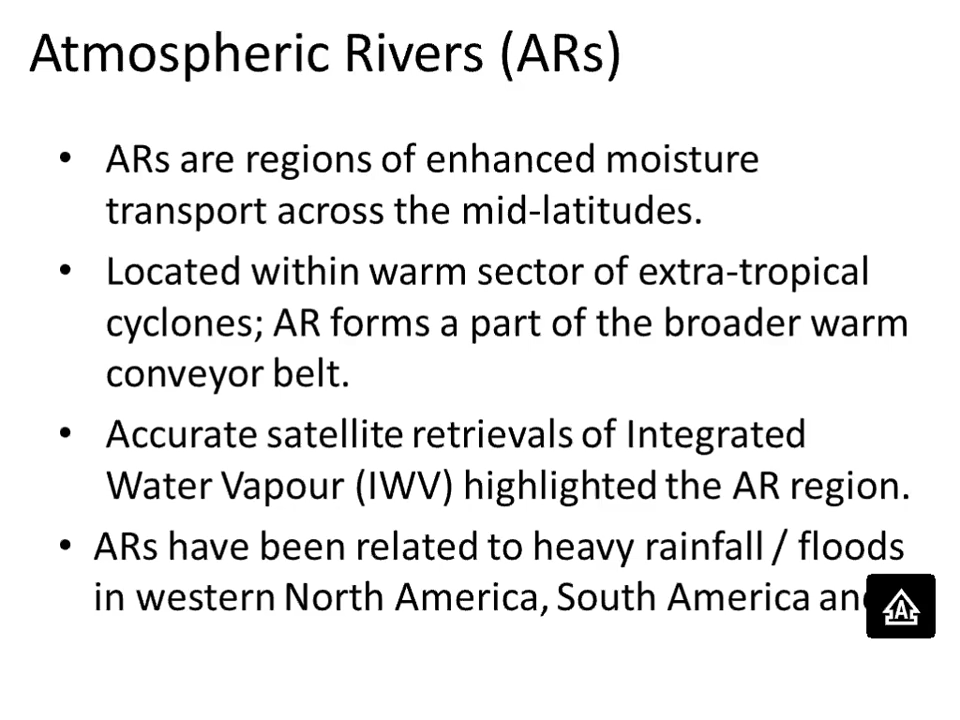 Atmospheric Rivers (ARs)
• ARs are regions of enhanced moisture
transport across the mid-latitudes.
• Located within warm sector of extra-tropical
cyclones; AR forms a part of the broader warm
conveyor belt.
• Accurate satellite retrievals of Integrated
Water Vapour (IWV) highlighted the AR region.
• ARs have been related to heavy rainfall / floods
in western North America, South America and
A